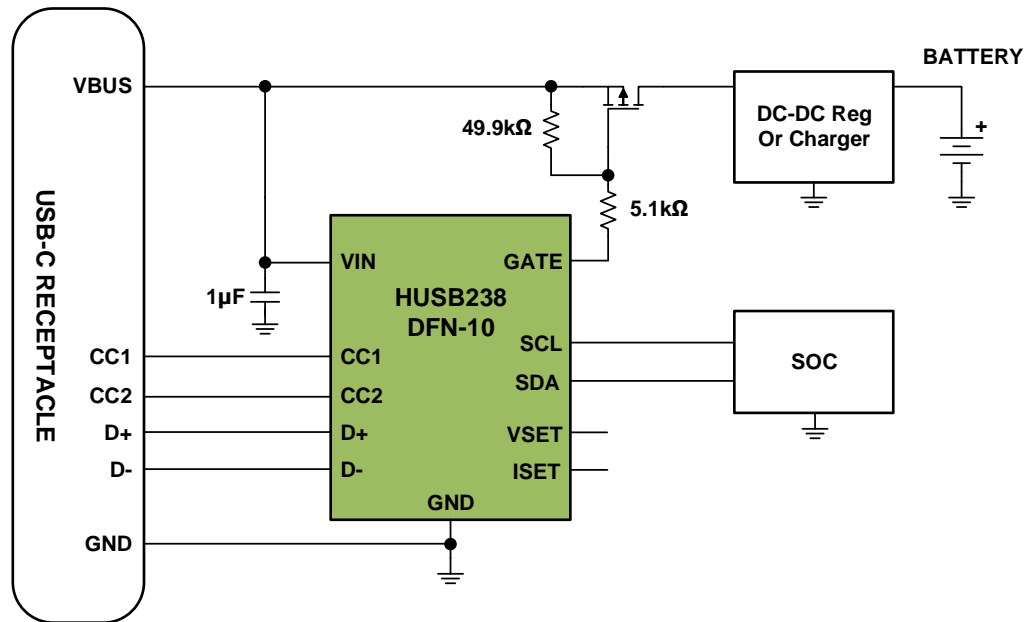 BATTERY
VBUS
DC-DC Reg
Or Charger
+
49.9kΩ
5.1kΩ
USB-C RECEPTACLE
VIN
GATE
1µF
HUSB238
DFN-10
SCL
SOC
CC1
CC1
SDA
CC2
CC2
D+
D+
VSET
D-
D-
ISET
GND
GND